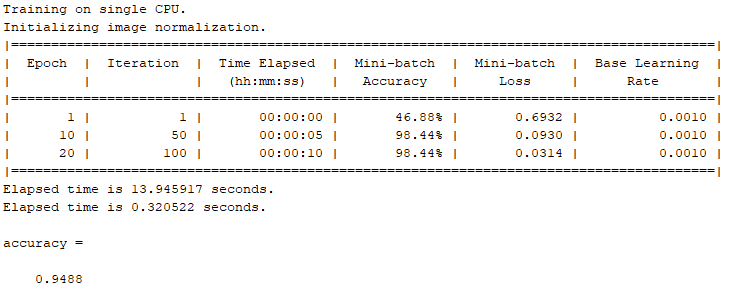 Training on single CPU.
Initializing image normalization.
|========================================================================================|
|  Epoch  |  Iteration  |  Time Elapsed  |  Mini-batch  |  Mini-batch  |  Base Learning  |
|         |             |   (hh:mm:ss)   |   Accuracy   |     Loss     |      Rate       |
|========================================================================================|
|       1 |           1 |       00:00:00 |       46.88% |       0.6932 |          0.0010 |
|      10 |          50 |       00:00:05 |       98.44% |       0.0930 |          0.0010 |
|      20 |         100 |       00:00:10 |       98.44% |       0.0314 |          0.0010 |
|========================================================================================|
Elapsed time is 13.945917 seconds.
Elapsed time is 0.320522 seconds.
accuracy =
0.9488